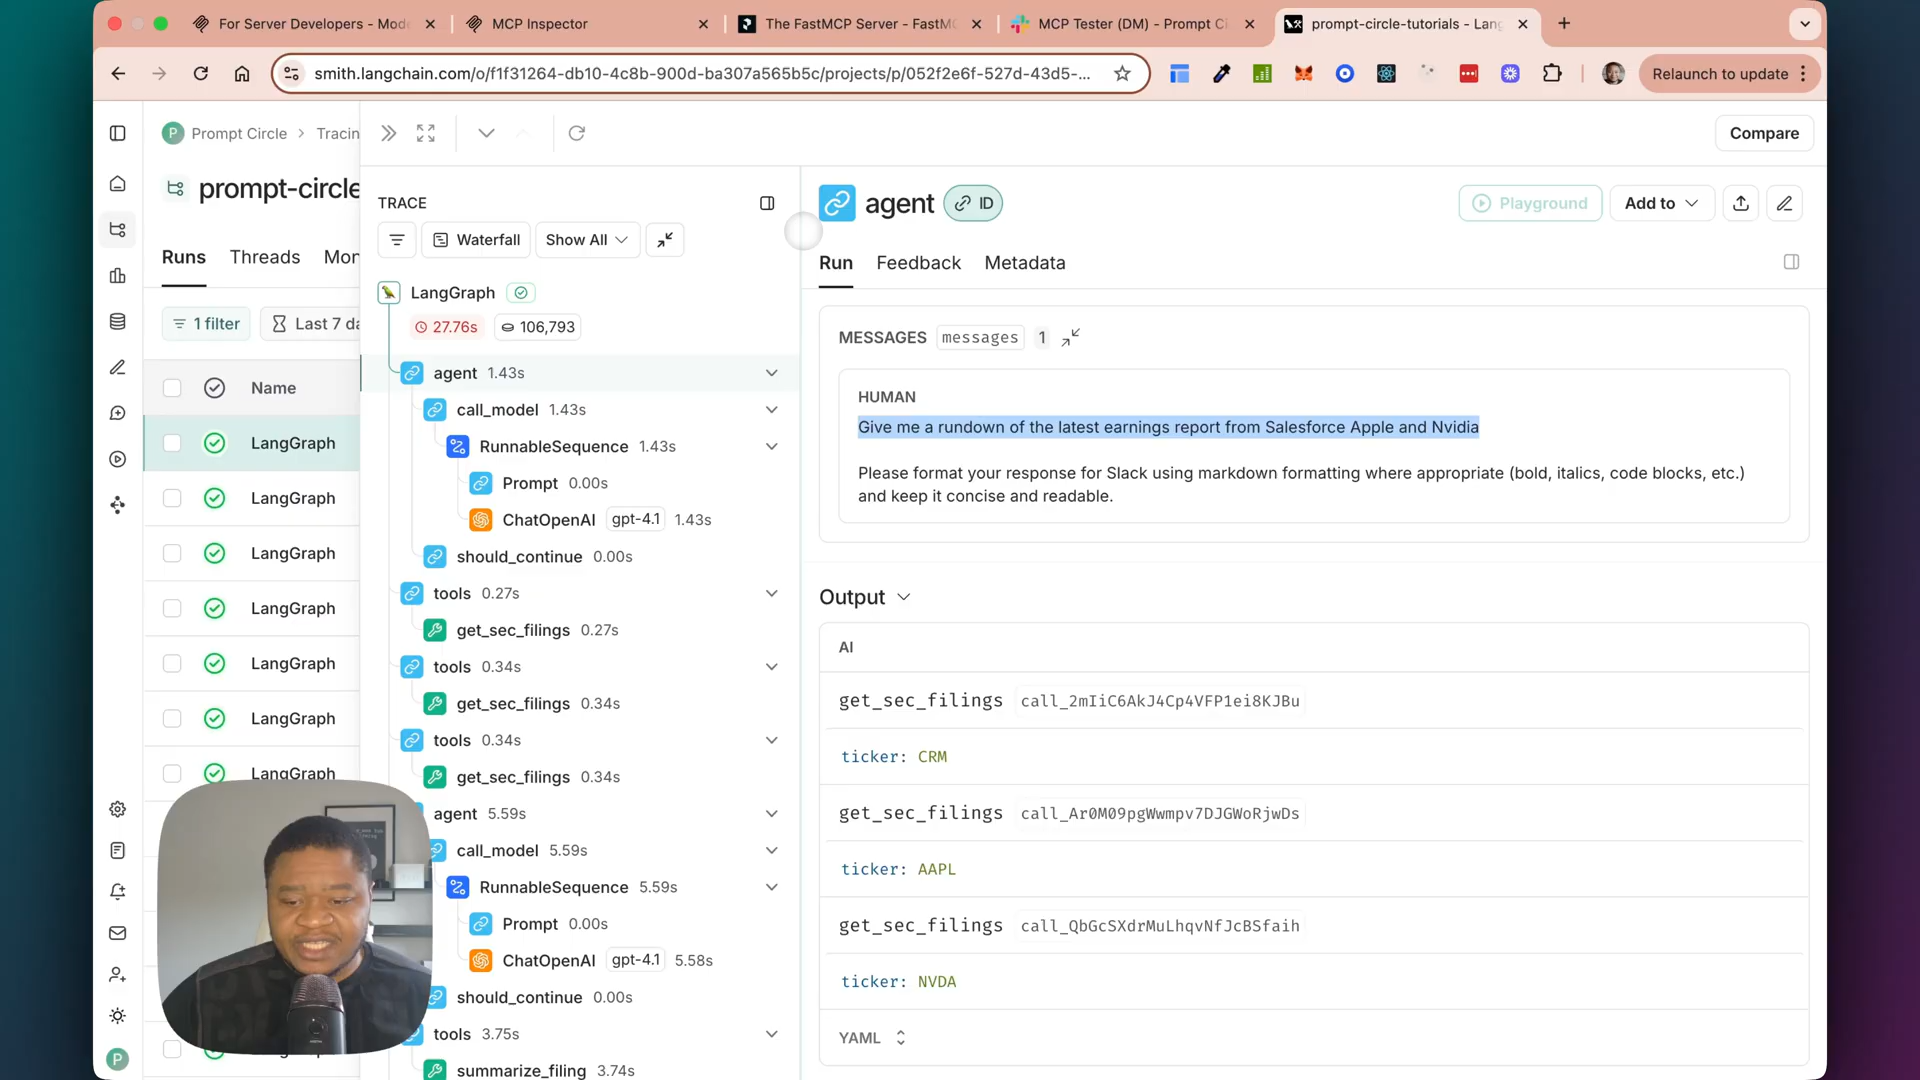 For Server Developers - Mode
MCP Inspector
The FastMCP Server - FastMC
MCP Tester (DM) - Prompt Ci
prompt-circle-tutorials - Lang
smith.langchain.com/o/f1f31264-db10-4c8b-900d-ba307a565b5c/projects/p/052f2e6f-527d-43d5-...
Relaunch to update
P Prompt Circle > Tracin
Compare
prompt-circle
TRACE
agent
ID
Playground
Add to
Waterfall
Show All
Runs
Threads
Mon
Run
Feedback
Metadata
1 filter
Last 7 da
LangGraph
27.76s
106,793
MESSAGES messages 1
Name
agent 1.43s
HUMAN
call_model 1.43s
Give me a rundown of the latest earnings report from Salesforce Apple and Nvidia
LangGraph
RunnableSequence 1.43s
Please format your response for Slack using markdown formatting where appropriate (bold, italics, code blocks, etc.)
and keep it concise and readable.
Prompt 0.00s
LangGraph
ChatOpenAI gpt-4.1 1.43s
LangGraph
should_continue 0.00s
tools 0.27s
Output
LangGraph
get_sec_filings 0.27s
AI
LangGraph
tools 0.34s
get_sec_filings call_2mIiC6AkJ4Cp4VFP1ei8KJBu
get_sec_filings 0.34s
LangGraph
tools 0.34s
ticker: CRM
LangGraph
get_sec_filings 0.34s
get_sec_filings call_Ar0M09pgWwmpv7DJGWoRjwDs
agent 5.59s
call_model 5.59s
ticker: AAPL
RunnableSequence 5.59s
Prompt 0.00s
get_sec_filings call_QbGcSXdrMuLhqvNfJcBSfaih
ChatOpenAI gpt-4.1 5.58s
ticker: NVDA
should_continue 0.00s
tools 3.75s
YAML
P
summarize_filing 3.74s